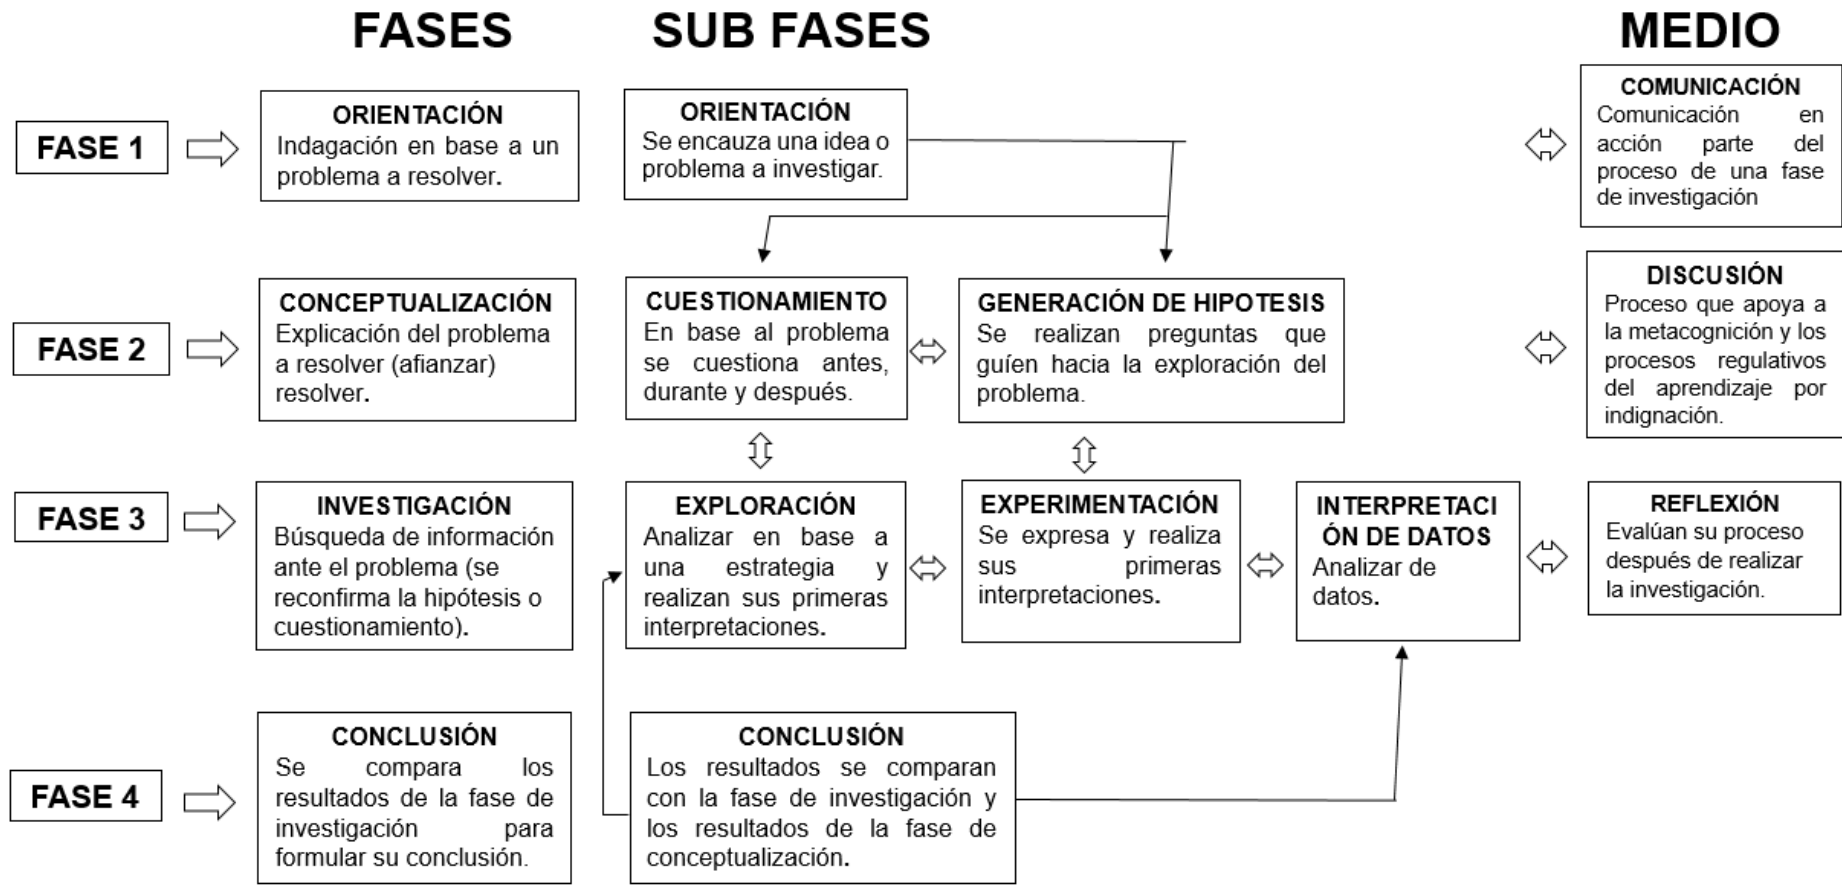 FASES
SUB FASES
MEDIO
FASE 1
ORIENTACIÓN
Indagación en base a un
problema a resolver.
ORIENTACIÓN
Se encauza una idea o
problema a investigar.
COMUNICACIÓN
Comunicación en
acción parte del
proceso de una fase
de investigación
FASE 2
CONCEPTUALIZACIÓN
Explicación del problema
a resolver (afianzar)
resolver.
CUESTIONAMIENTO
En base al problema
se cuestiona antes,
durante y después.
GENERACIÓN DE HIPOTESIS
Se realizan preguntas que
guíen hacia la exploración del
problema.
DISCUSIÓN
Proceso que apoya a
la metacognición y los
procesos regulativos
del aprendizaje por
indignación.
FASE 3
INVESTIGACIÓN
Búsqueda de información
ante el problema (se
reconfirma la hipótesis o
cuestionamiento).
EXPLORACIÓN
Analizar en base a
una estrategia y
realizan sus primeras
interpretaciones.
EXPERIMENTACIÓN
Se expresa y realiza
sus primeras
interpretaciones.
INTERPRETACI
ÓN DE DATOS
Analizar de
datos.
REFLEXIÓN
Evalúan su proceso
después de realizar
la investigación.
FASE 4
CONCLUSIÓN
Se compara los
resultados de la fase de
investigación para
formular su conclusión.
CONCLUSIÓN
Los resultados se comparan
con la fase de investigación y
los resultados de la fase de
conceptualización.